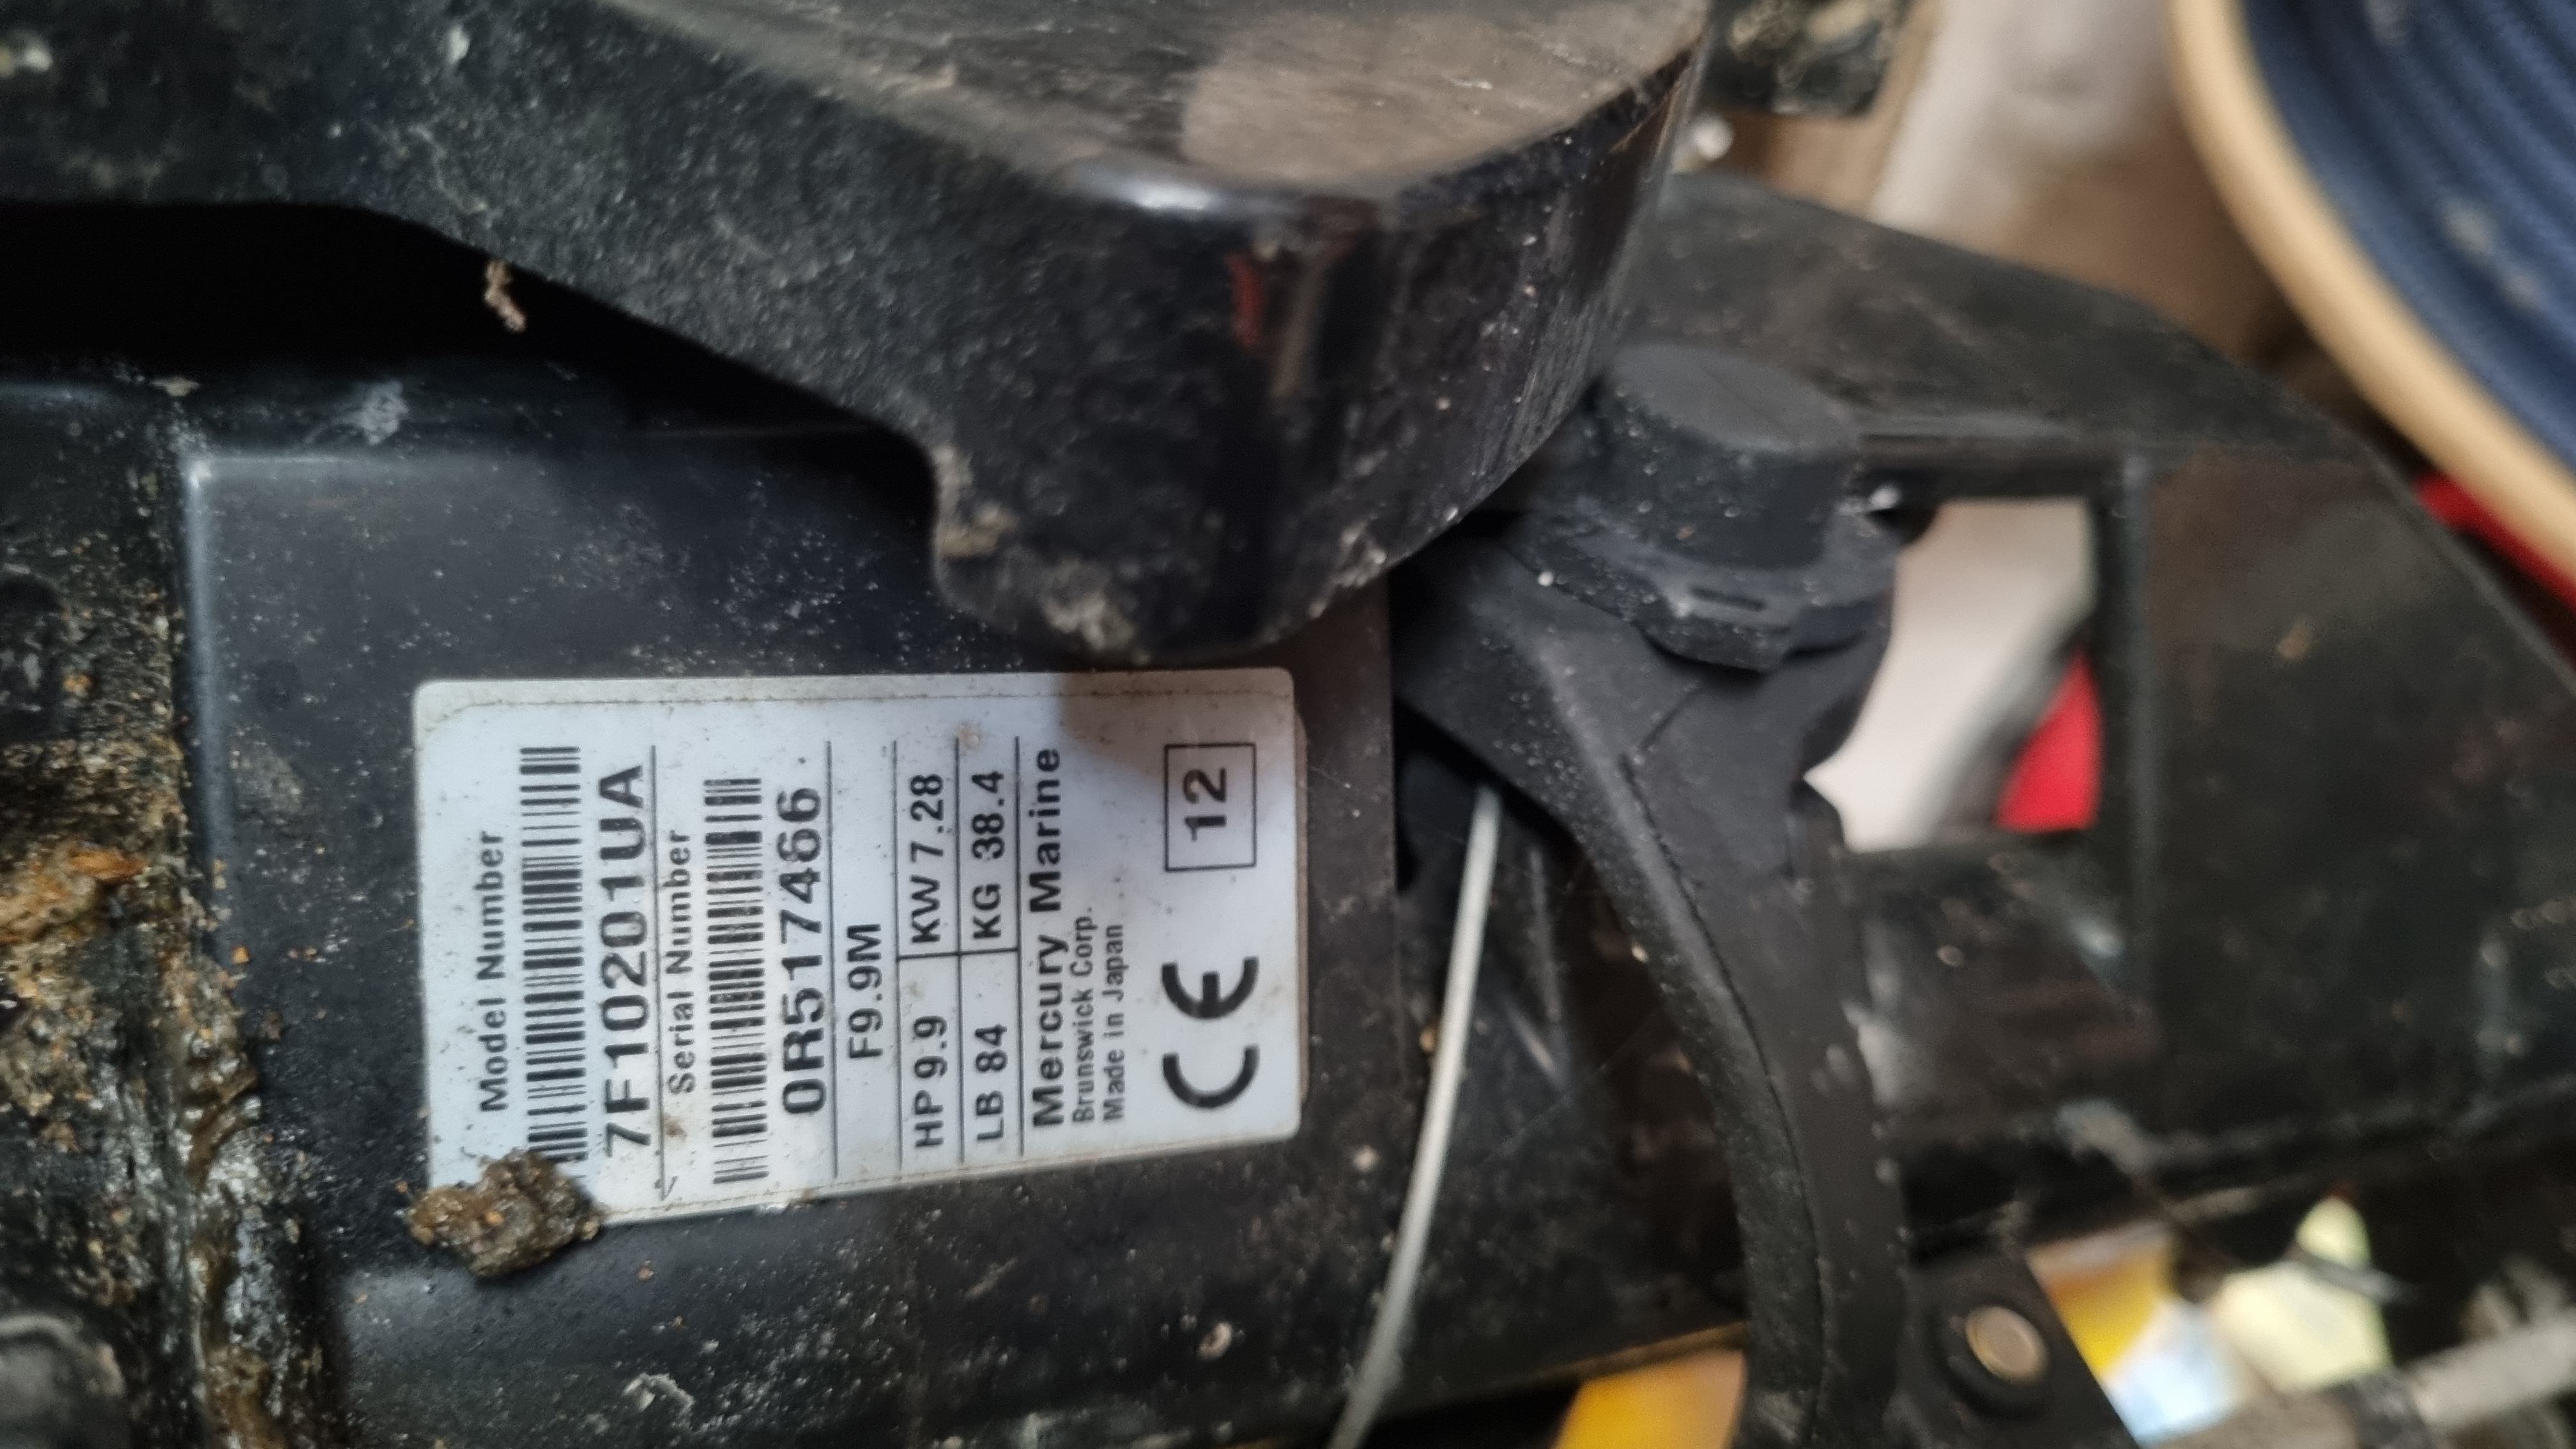 Model Number
7F10201UA
Serial Number
0R517466
F9.9M
HP 9.9 KW 7.28
LB 84 KG 38.4
Mercury Marine
Brunswick Corp.
Made in Japan
CE 12